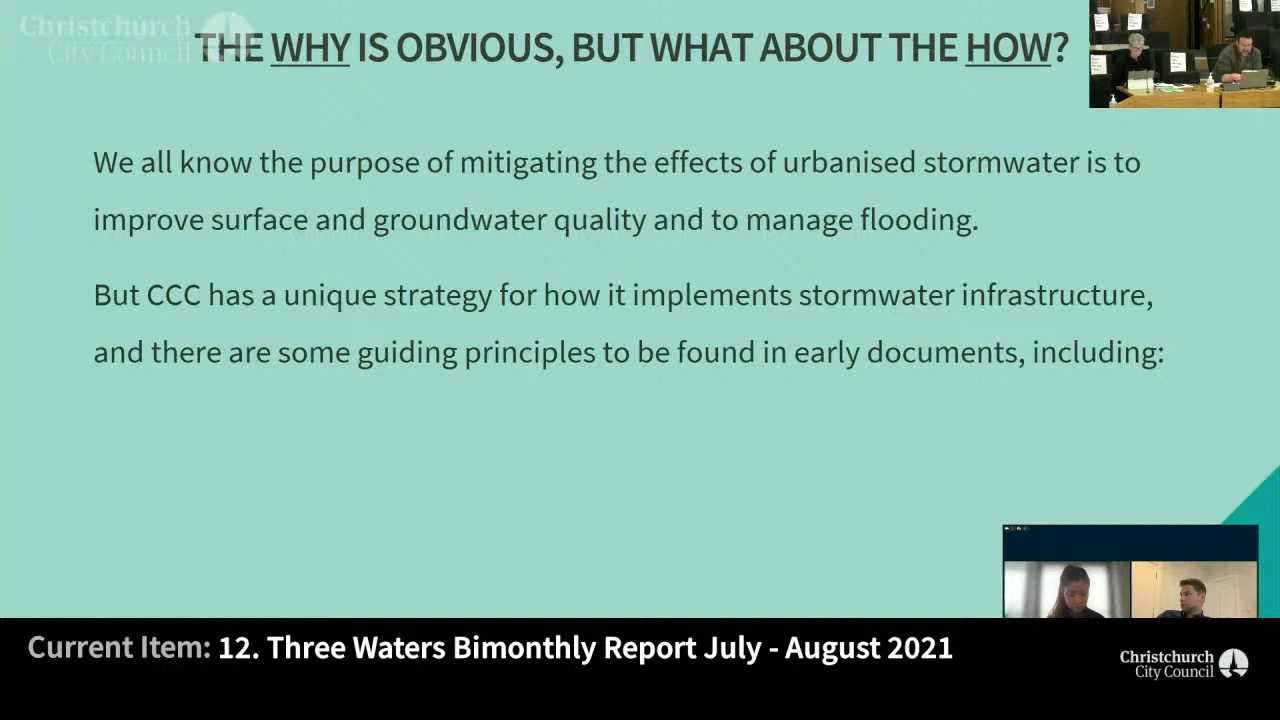 Christchurch
City Council
THE WHY IS OBVIOUS, BUT WHAT ABOUT THE HOW?
We all know the purpose of mitigating the effects of urbanised stormwater is to
improve surface and groundwater quality and to manage flooding.
But CCC has a unique strategy for how it implements stormwater infrastructure,
and there are some guiding principles to be found in early documents, including:
Current Item: 12. Three Waters Bimonthly Report July - August 2021
Christchurch
City Council